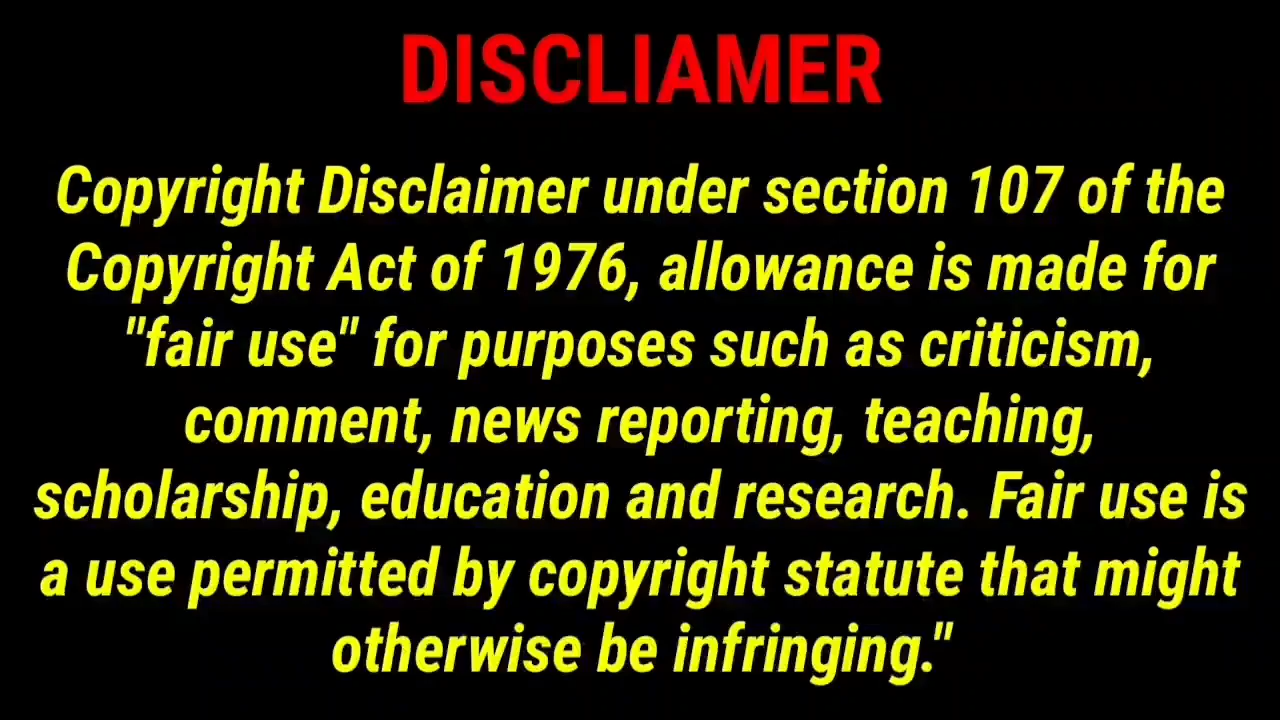 DISCLIAMER
Copyright Disclaimer under section 107 of the
Copyright Act of 1976, allowance is made for
"fair use" for purposes such as criticism,
comment, news reporting, teaching,
scholarship, education and research. Fair use is
a use permitted by copyright statute that might
otherwise be infringing."